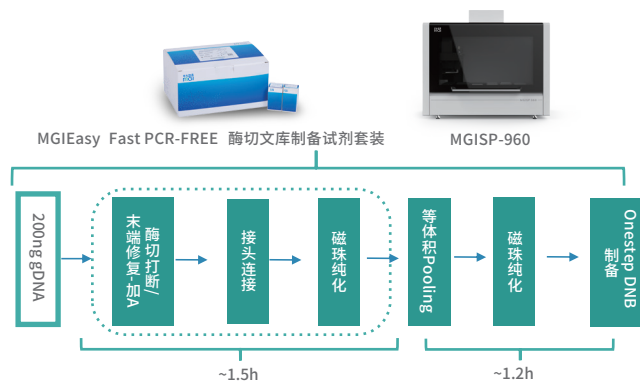 MGIEasy Fast PCR-FREE 酶切文库制备试剂套装
MGISP-960
200ng gDNA
酶切打断/
末端修复-加A
接头连接
磁珠纯化
等体积Pooling
磁珠纯化
Onestep DNB
制备
~1.5h
~1.2h